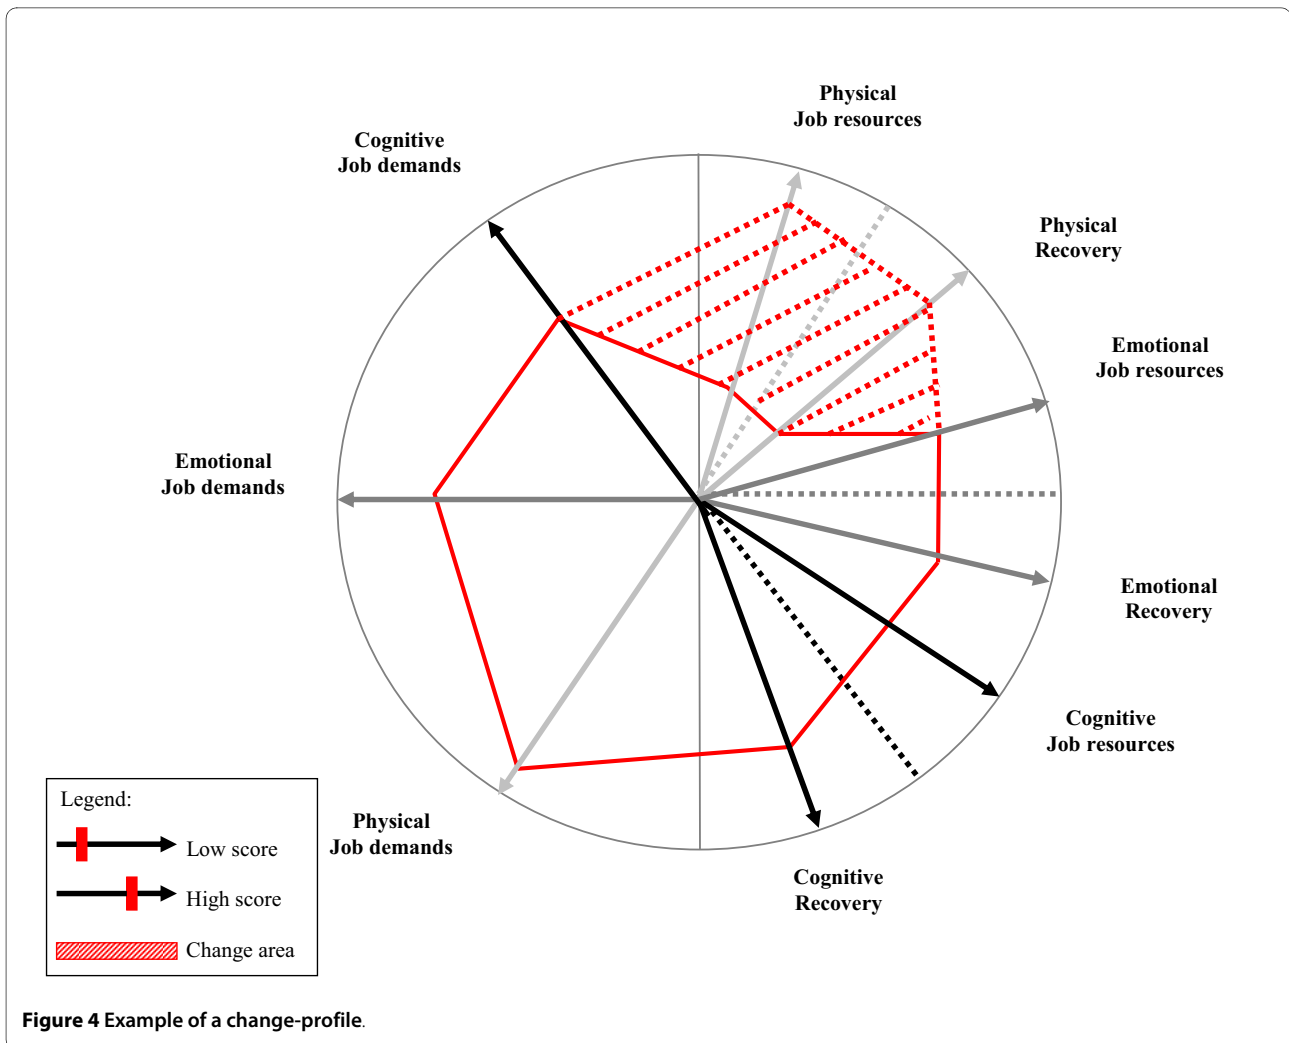 Physical
Job resources
Cognitive
Job demands
Physical
Recovery
Emotional
Job resources
Emotional
Job demands
Emotional
Recovery
Cognitive
Job resources
Physical
Job demands
Cognitive
Recovery
Legend:
Low score
High score
Change area
Figure 4 Example of a change-profile.